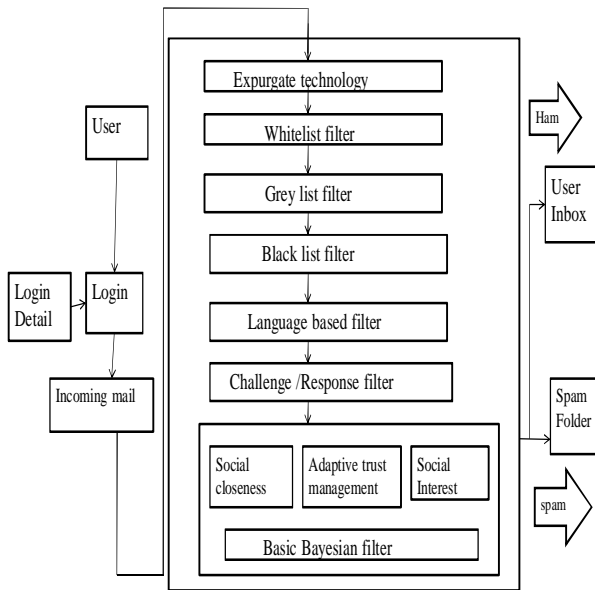 User
Login
Detail
Login
Incoming mail
Expurgate technology
Whitelist filter
Grey list filter
Black list filter
Language based filter
Challenge /Response filter
Social
closeness
Adaptive trust
management
Social
Interest
Basic Bayesian filter
Ham
User
Inbox
Spam
Folder
spam